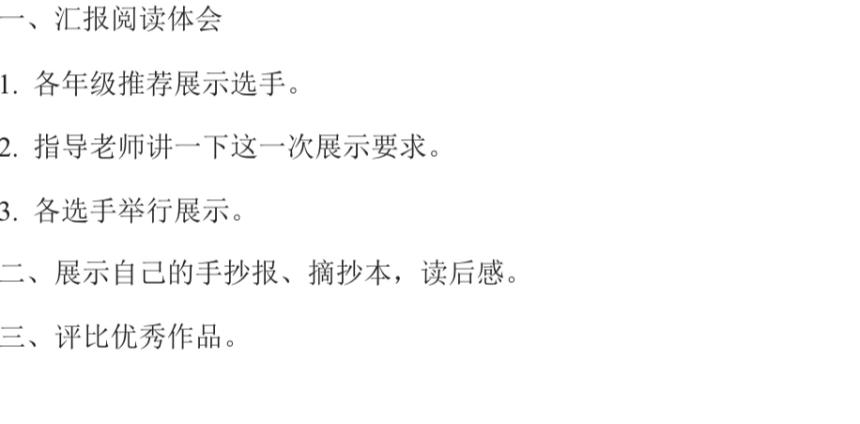 一、汇报阅读体会
1. 各年级推荐展示选手。
2. 指导老师讲一下这一次展示要求。
3. 各选手举行展示。
二、展示自己的手抄报、摘抄本，读后感。
三、评比优秀作品。